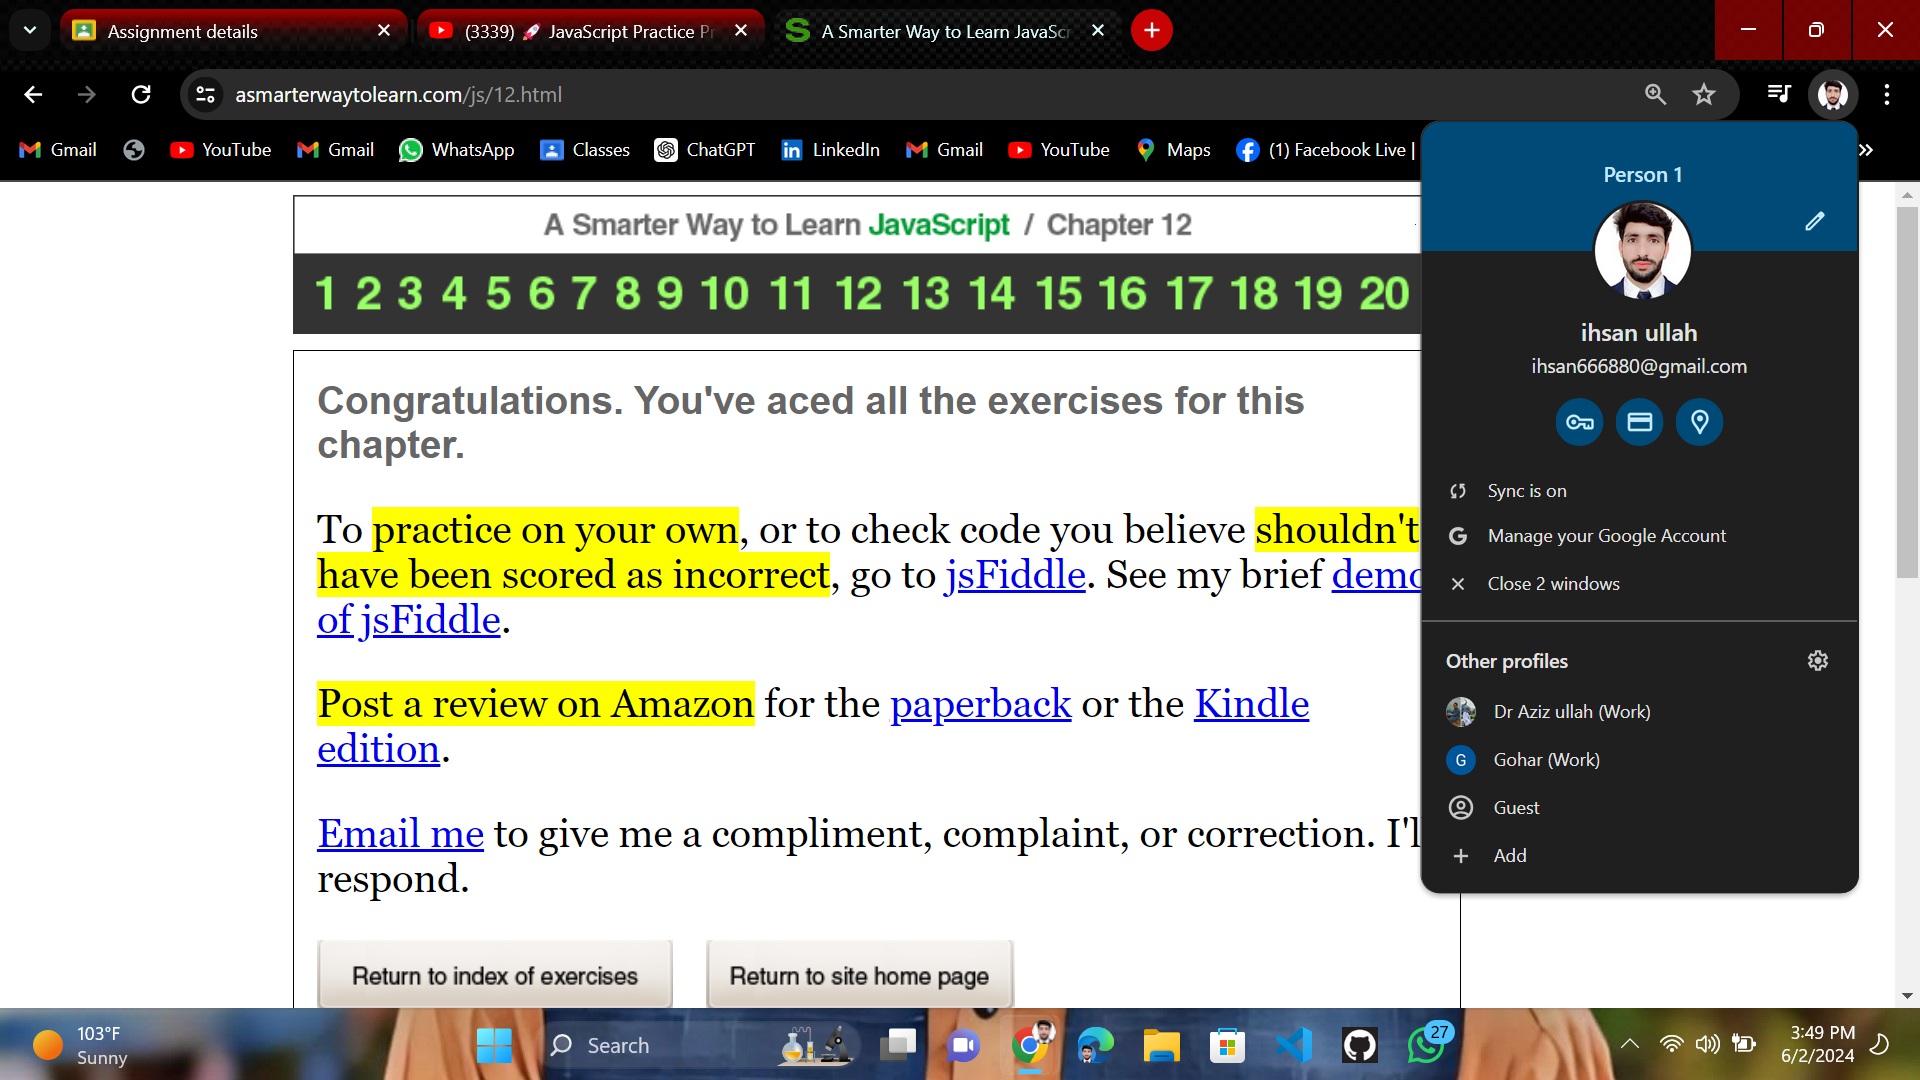 Assignment details
(3339) 🚀 JavaScript Practice Pr
A Smarter Way to Learn JavaScr
asmarterwaytolearn.com/js/12.html
Gmail
YouTube
Gmail
WhatsApp
Classes
ChatGPT
LinkedIn
Gmail
YouTube
Maps
(1) Facebook Live |
A Smarter Way to Learn JavaScript / Chapter 12
1 2 3 4 5 6 7 8 9 10 11 12 13 14 15 16 17 18 19 20
Congratulations. You've aced all the exercises for this
chapter.
To practice on your own, or to check code you believe shouldn't
have been scored as incorrect, go to jsFiddle. See my brief demo
of jsFiddle.
Post a review on Amazon for the paperback or the Kindle
edition.
Email me to give me a compliment, complaint, or correction. I'll
respond.
Return to index of exercises
Return to site home page
Person 1
ihsan ullah
ihsan666880@gmail.com
Sync is on
Manage your Google Account
Close 2 windows
Other profiles
Dr Aziz ullah (Work)
G
Gohar (Work)
Guest
Add
103°F
Sunny
Search
27
3:49 PM
6/2/2024